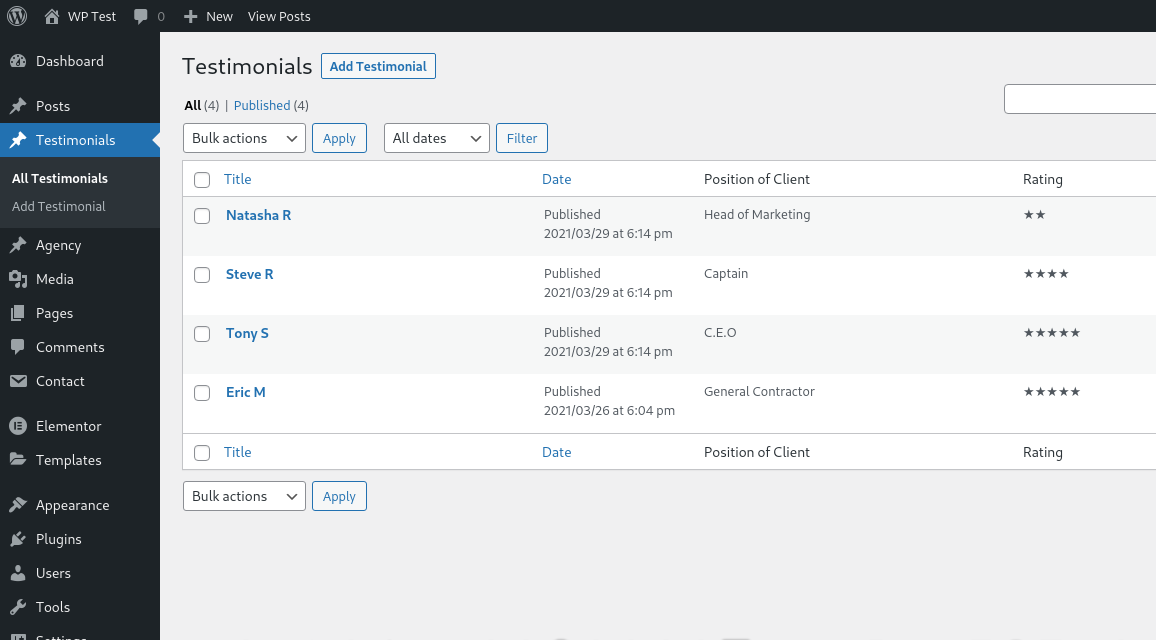 WP Test 0 New View Posts
Dashboard
Posts
Testimonials
All Testimonials
Add Testimonial
Agency
Media
Pages
Comments
Contact
Elementor
Templates
Appearance
Plugins
Users
Tools
Settings
Testimonials Add Testimonial
All (4) | Published (4)
Bulk actions Apply All dates Filter
Title Date Position of Client Rating
Natasha R Published Head of Marketing ★★
2021/03/29 at 6:14 pm
Steve R Published Captain ★★★★
2021/03/29 at 6:14 pm
Tony S Published C.E.O ★★★★★
2021/03/29 at 6:14 pm
Eric M Published General Contractor ★★★★★
2021/03/26 at 6:04 pm
Title Date Position of Client Rating
Bulk actions Apply